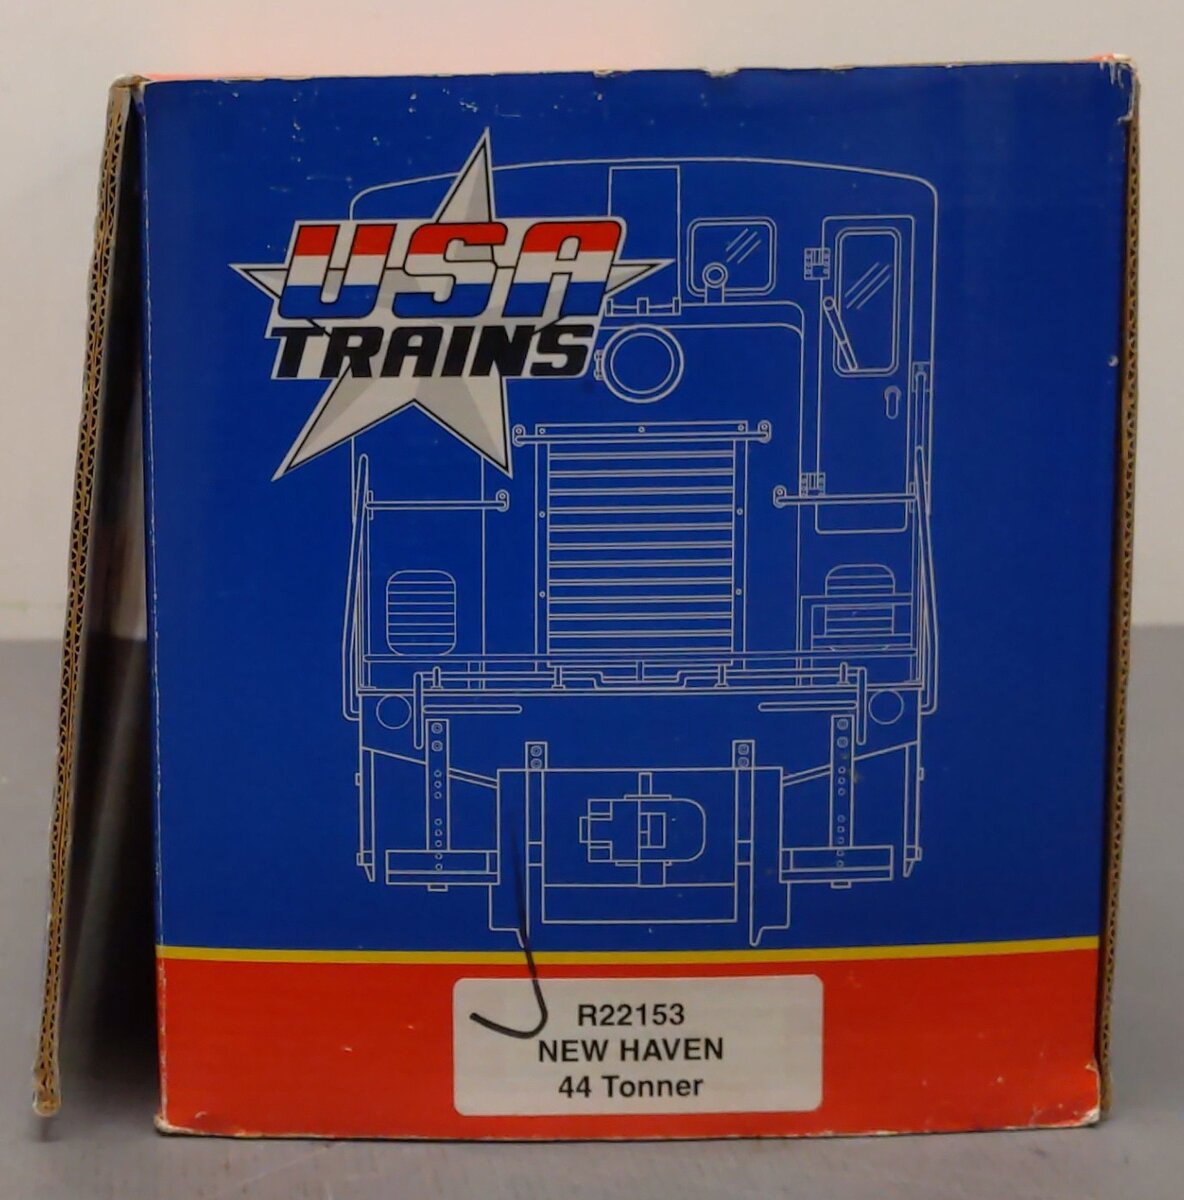 USA
TRAINS
R22153
NEW HAVEN
44 Tonner